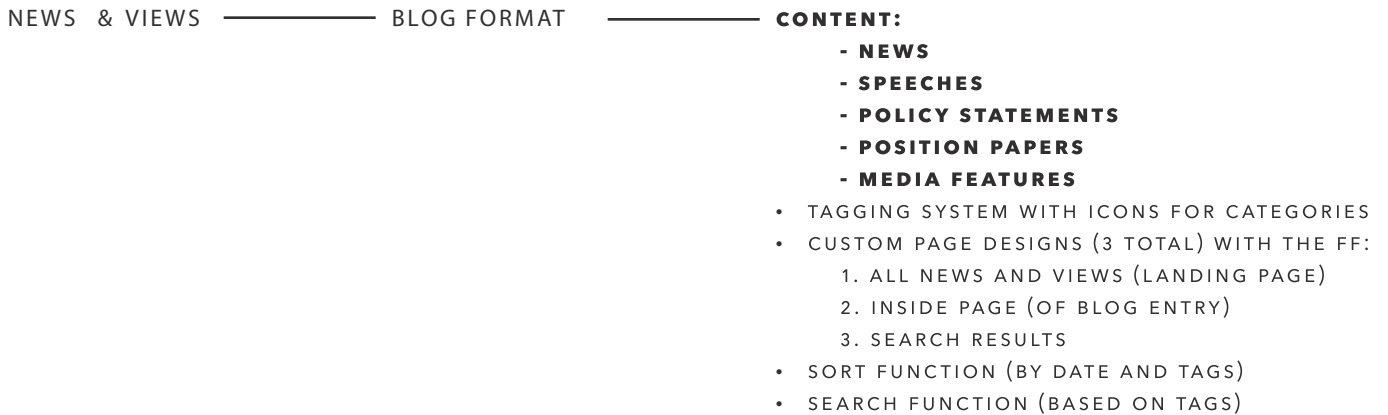 NEWS & VIEWS BLOG FORMAT CONTENT:
- NEWS
- SPEECHES
- POLICY STATEMENTS
- POSITION PAPERS
- MEDIA FEATURES
• TAGGING SYSTEM WITH ICONS FOR CATEGORIES
• CUSTOM PAGE DESIGNS (3 TOTAL) WITH THE FF:
1. ALL NEWS AND VIEWS (LANDING PAGE)
2. INSIDE PAGE (OF BLOG ENTRY)
3. SEARCH RESULTS
• SORT FUNCTION (BY DATE AND TAGS)
• SEARCH FUNCTION (BASED ON TAGS)